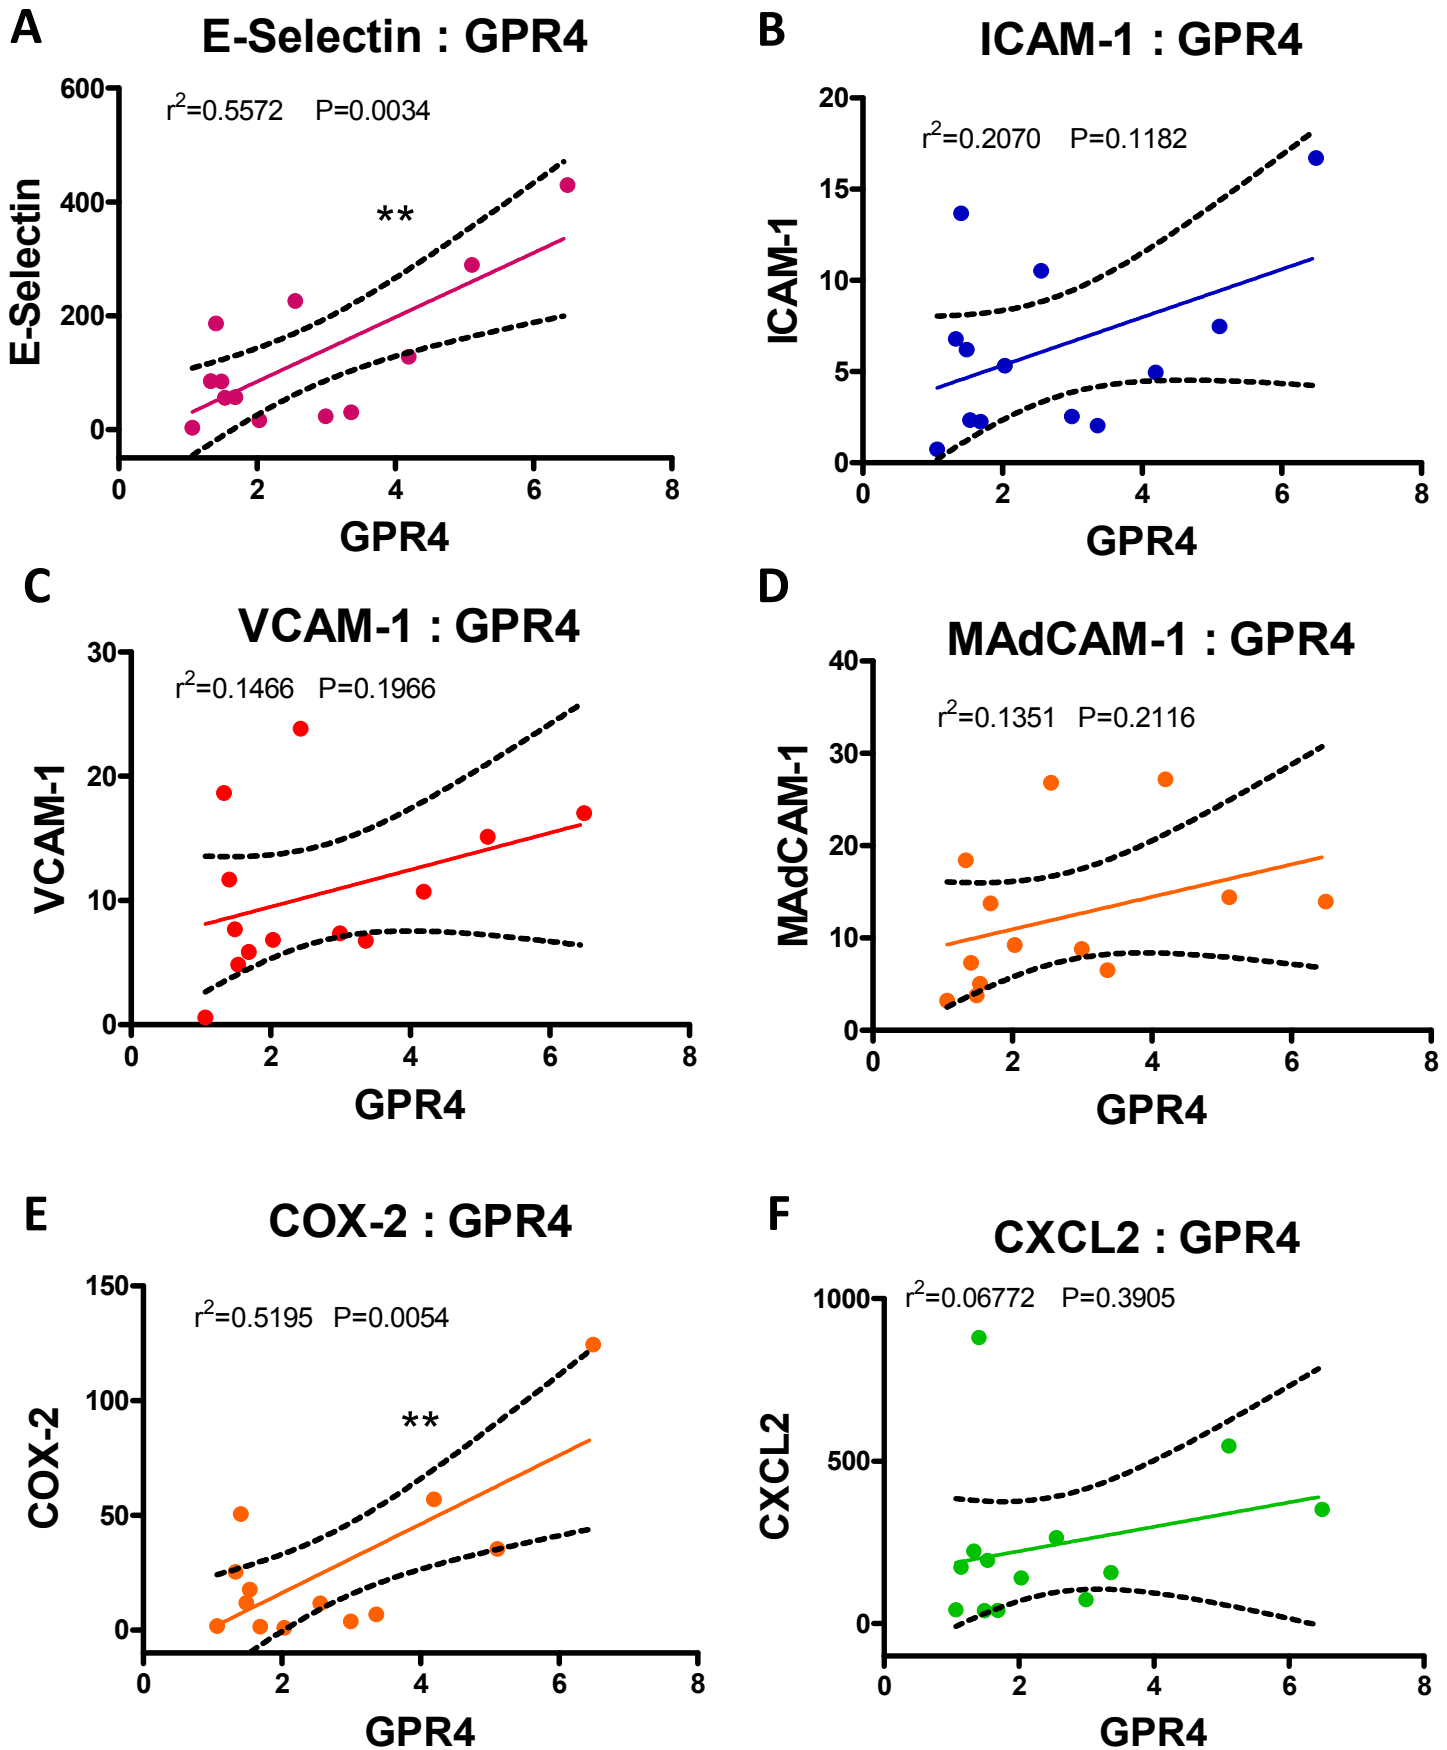 A
E-Selectin : GPR4
r2=0.5572 P=0.0034
**
600
400
200
0
E-Selectin
0 2 4 6 8
GPR4
B
ICAM-1 : GPR4
r2=0.2070 P=0.1182
20
15
10
5
0
ICAM-1
0 2 4 6 8
GPR4
C
VCAM-1 : GPR4
r2=0.1466 P=0.1966
30
20
10
0
VCAM-1
0 2 4 6 8
GPR4
D
MAdCAM-1 : GPR4
r2=0.1351 P=0.2116
40
30
20
10
0
MAdCAM-1
0 2 4 6 8
GPR4
E
COX-2 : GPR4
r2=0.5195 P=0.0054
**
150
100
50
0
COX-2
0 2 4 6 8
GPR4
F
CXCL2 : GPR4
r2=0.06772 P=0.3905
1000
500
0
CXCL2
0 2 4 6 8
GPR4